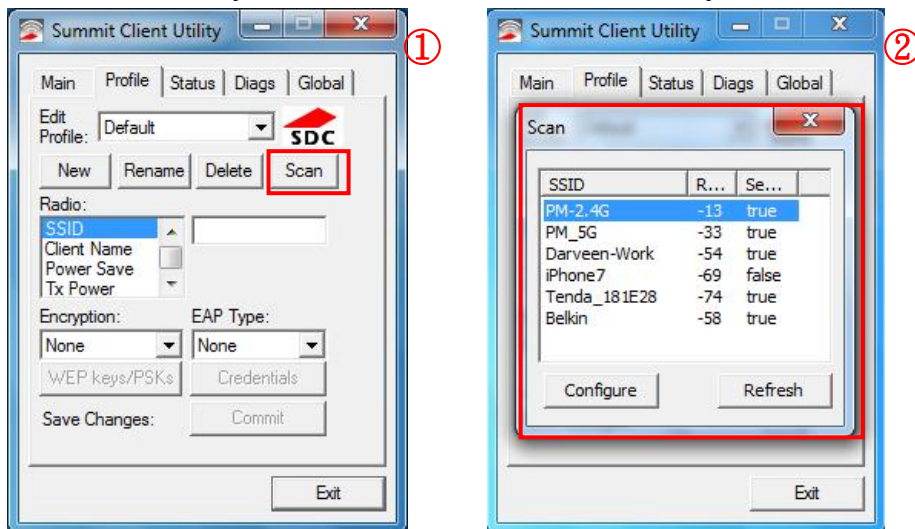 Summit Client Utility
①
Main Profile Status Diags Global
Edit
Profile: Default
SDC
New Rename Delete Scan
Radio:
SSID
Client Name
Power Save
Tx Power
Encryption: EAP Type:
None None
WEP keys/PSKs Credentials
Save Changes: Commit
Exit
Summit Client Utility
②
Main Profile Status Diags Global
Scan
SSID R... Se...
PM-2.4G -13 true
PM_5G -33 true
Darveen-Work -54 true
iPhone7 -69 false
Tenda_181E28 -74 true
Belkin -58 true
Configure Refresh
Exit